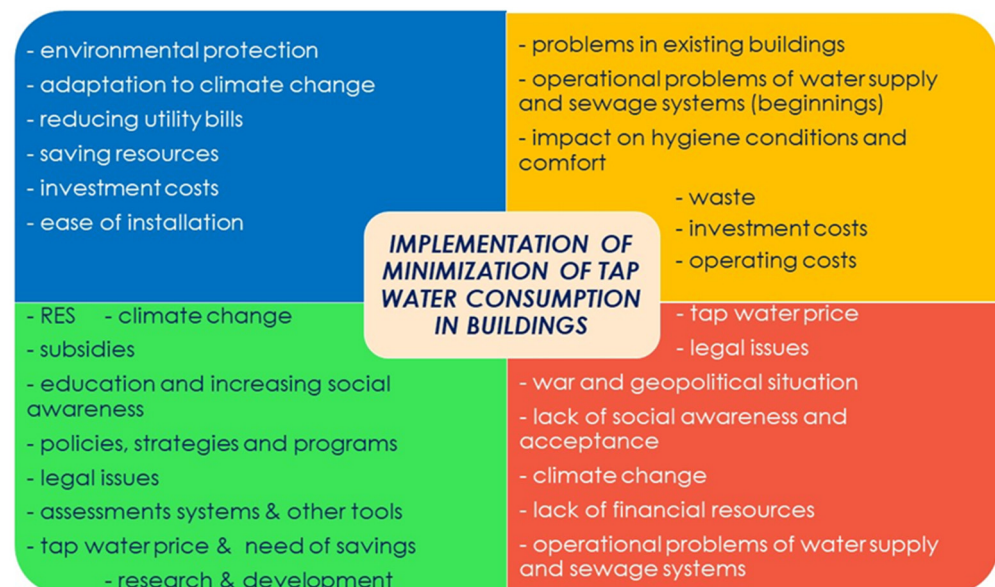 - environmental protection
- adaptation to climate change
- reducing utility bills
- saving resources
- investment costs
- ease of installation
- problems in existing buildings
- operational problems of water supply
and sewage systems (beginnings)
- impact on hygiene conditions and
comfort
- waste
- investment costs
- operating costs
IMPLEMENTATION OF
MINIMIZATION OF TAP
WATER CONSUMPTION
IN BUILDINGS
- RES - climate change
- subsidies
- education and increasing social
awareness
- policies, strategies and programs
- legal issues
- assessments systems & other tools
- tap water price & need of savings
- research & development
- tap water price
- legal issues
- war and geopolitical situation
- lack of social awareness and
acceptance
- climate change
- lack of financial resources
- operational problems of water supply
and sewage systems